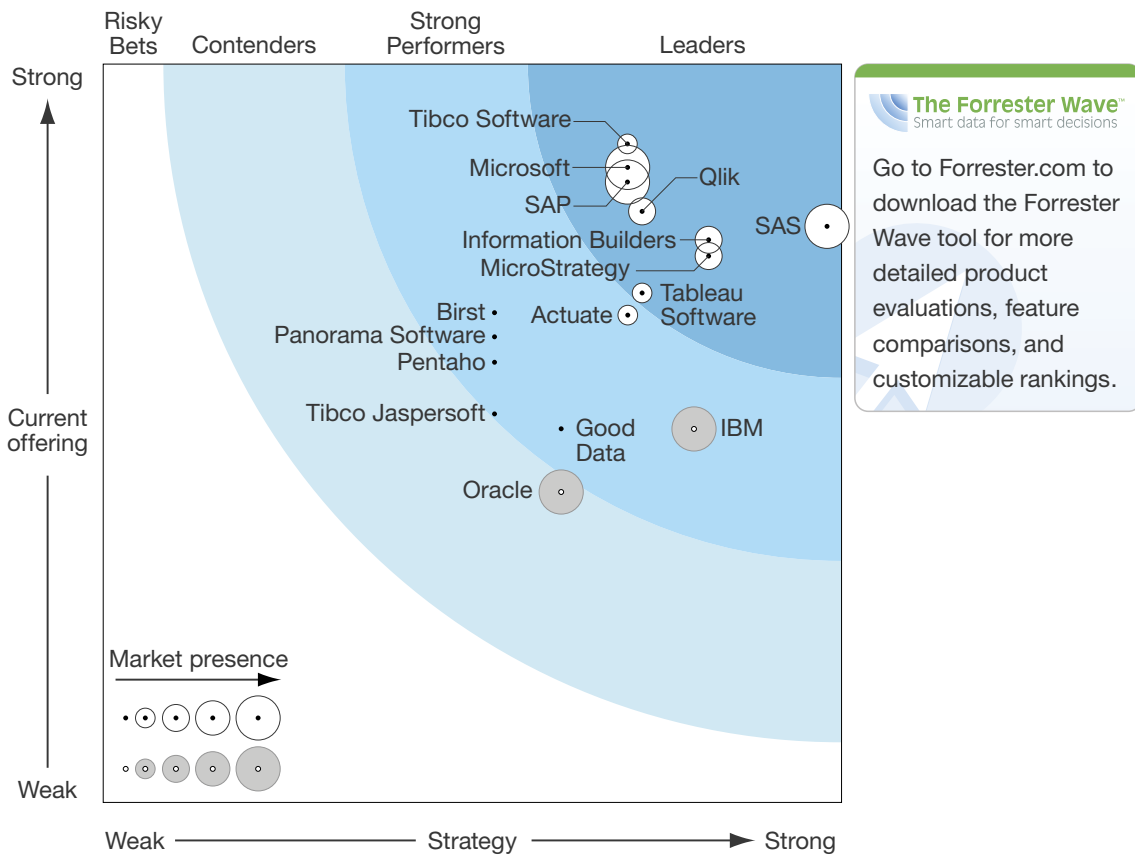 Risky
Bets
Contenders
Strong
Performers
Leaders
Strong
Current
offering
Weak
Tibco Software
Microsoft
SAP
Qlik
SAS
Information Builders
MicroStrategy
Tableau
Software
Actuate
Birst
Panorama Software
Pentaho
Tibco Jaspersoft
Good
Data
IBM
Oracle
Market presence
Weak
Strategy
Strong
The Forrester Wave™
Smart data for smart decisions
Go to Forrester.com to
download the Forrester
Wave tool for more
detailed product
evaluations, feature
comparisons, and
customizable rankings.